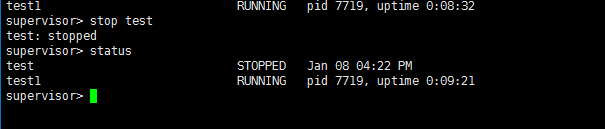 test1 RUNNING pid 7719, uptime 0:08:32
supervisor> stop test
test: stopped
supervisor> status
test STOPPED Jan 08 04:22 PM
test1 RUNNING pid 7719, uptime 0:09:21
supervisor>